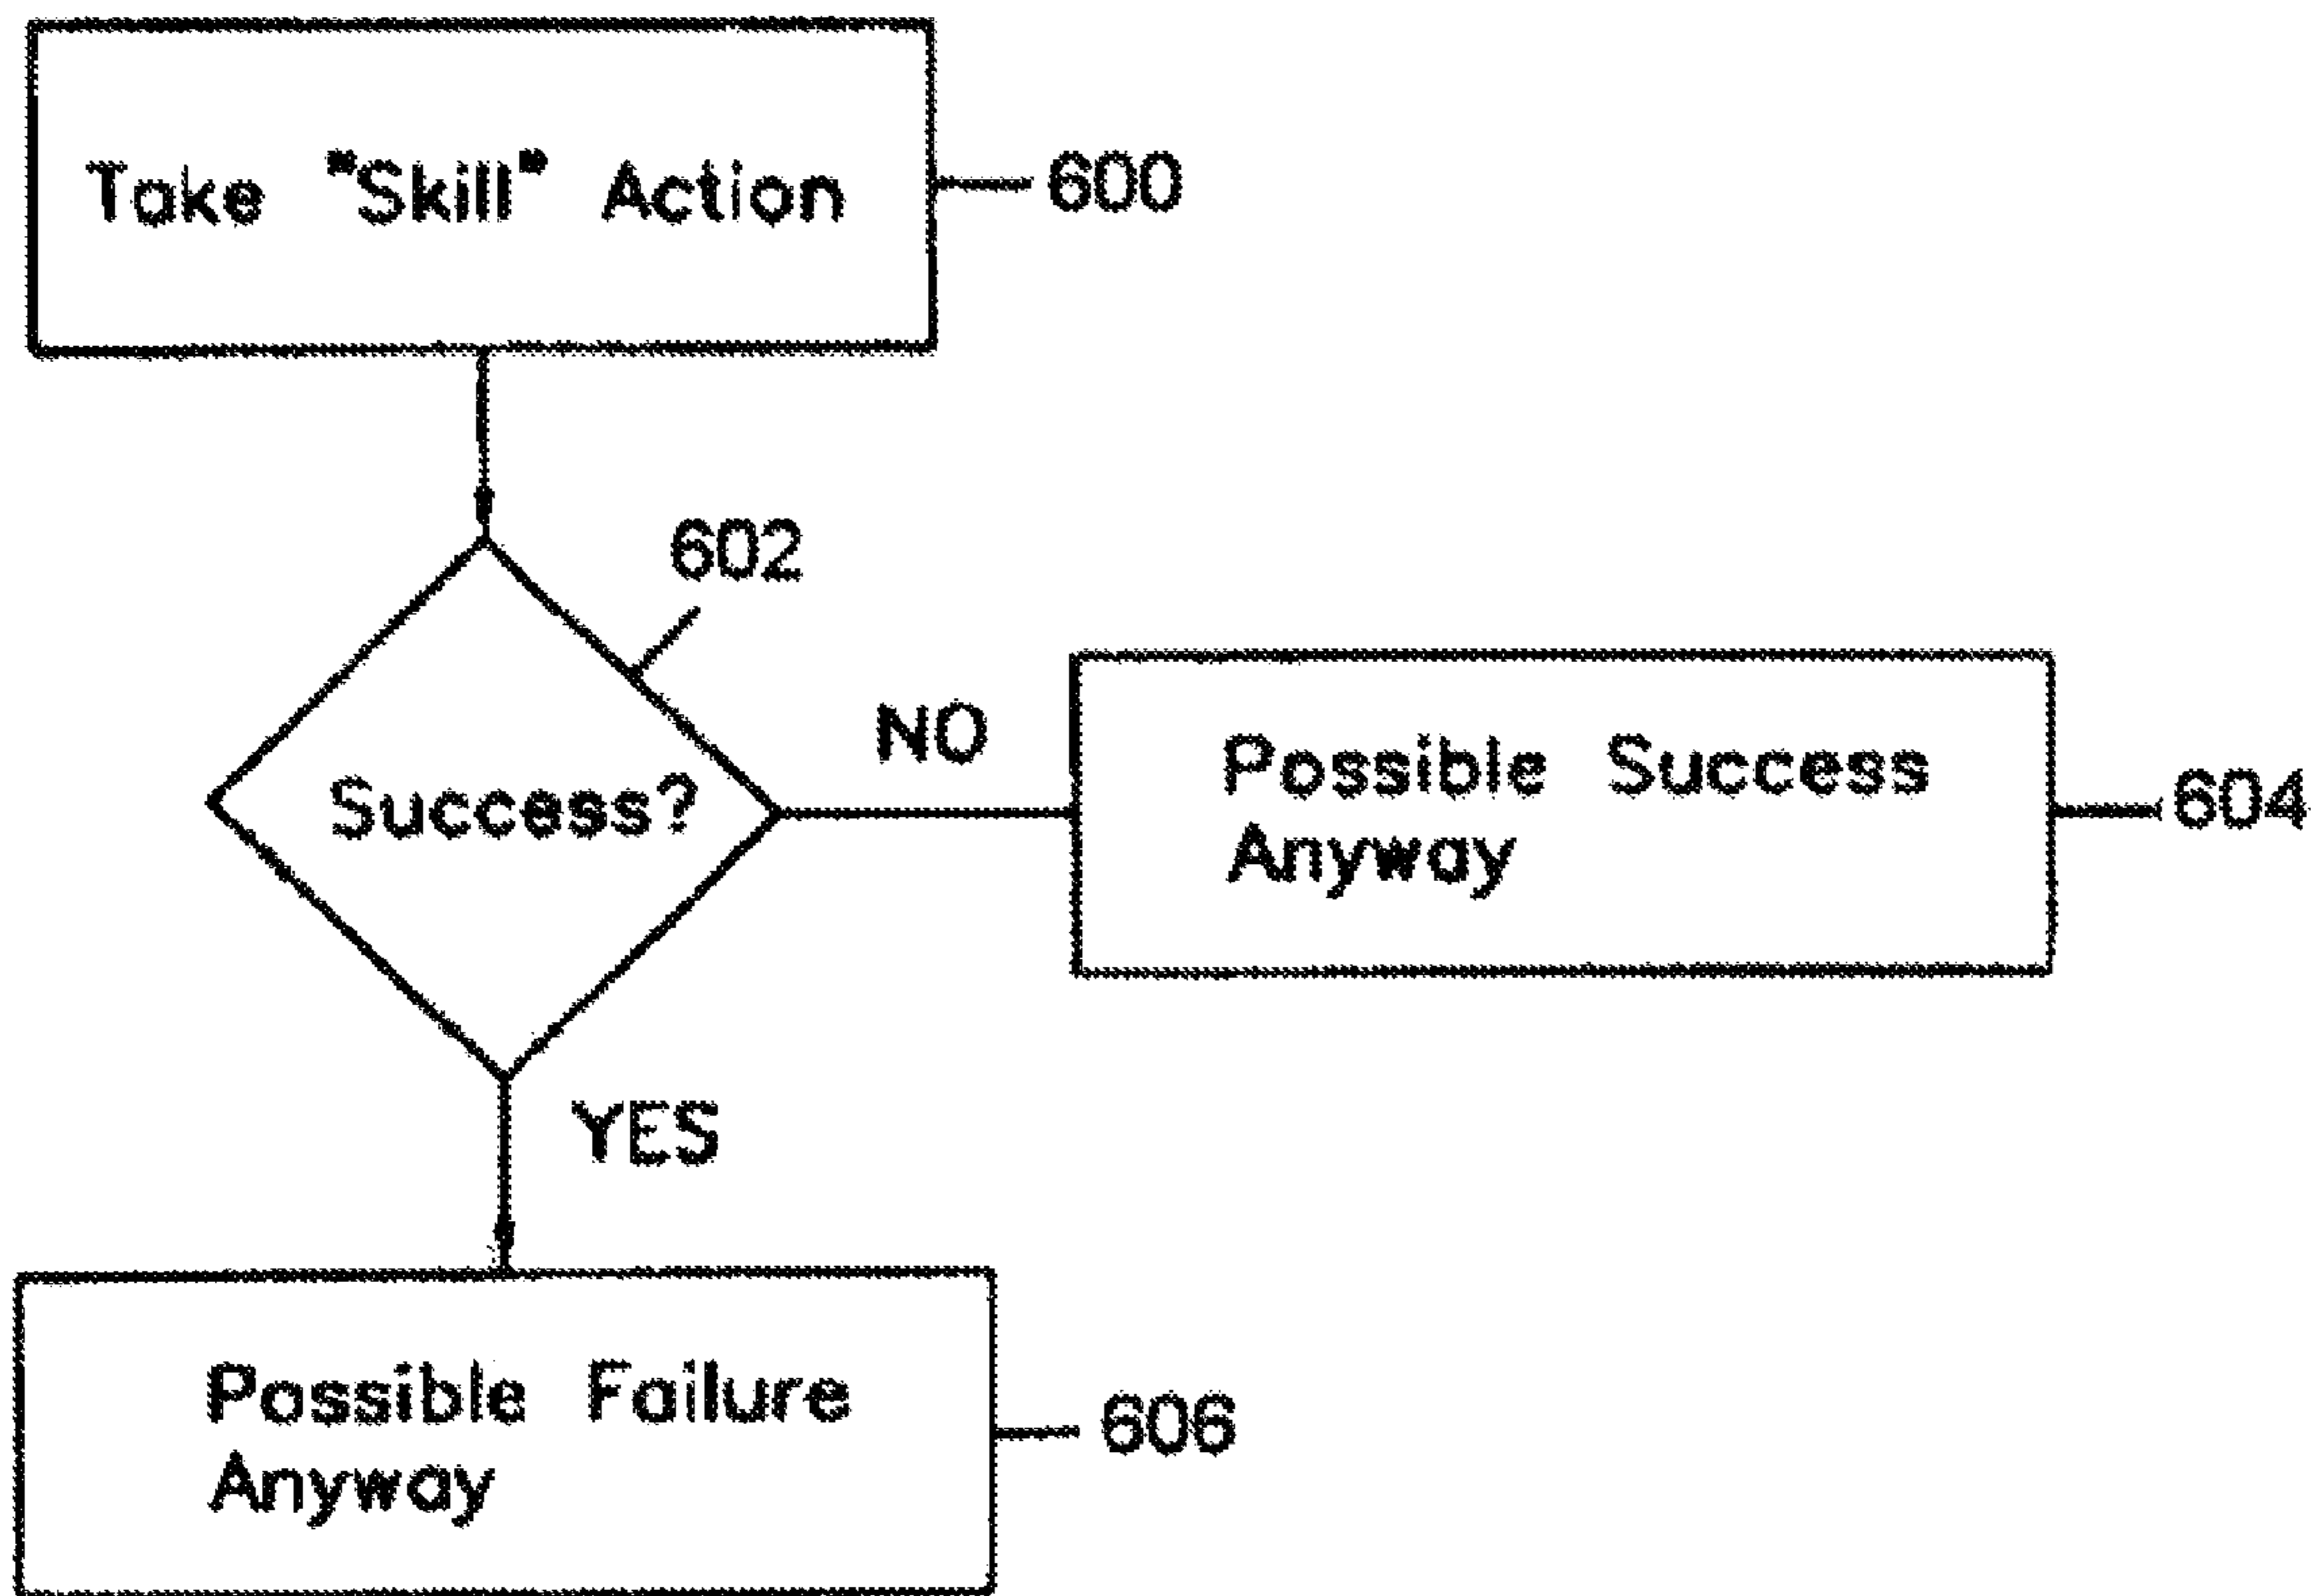 Take "Skill" Action
600
602
Success?
NO
Possible Success
Anyway
604
YES
Possible Failure
Anyway
606